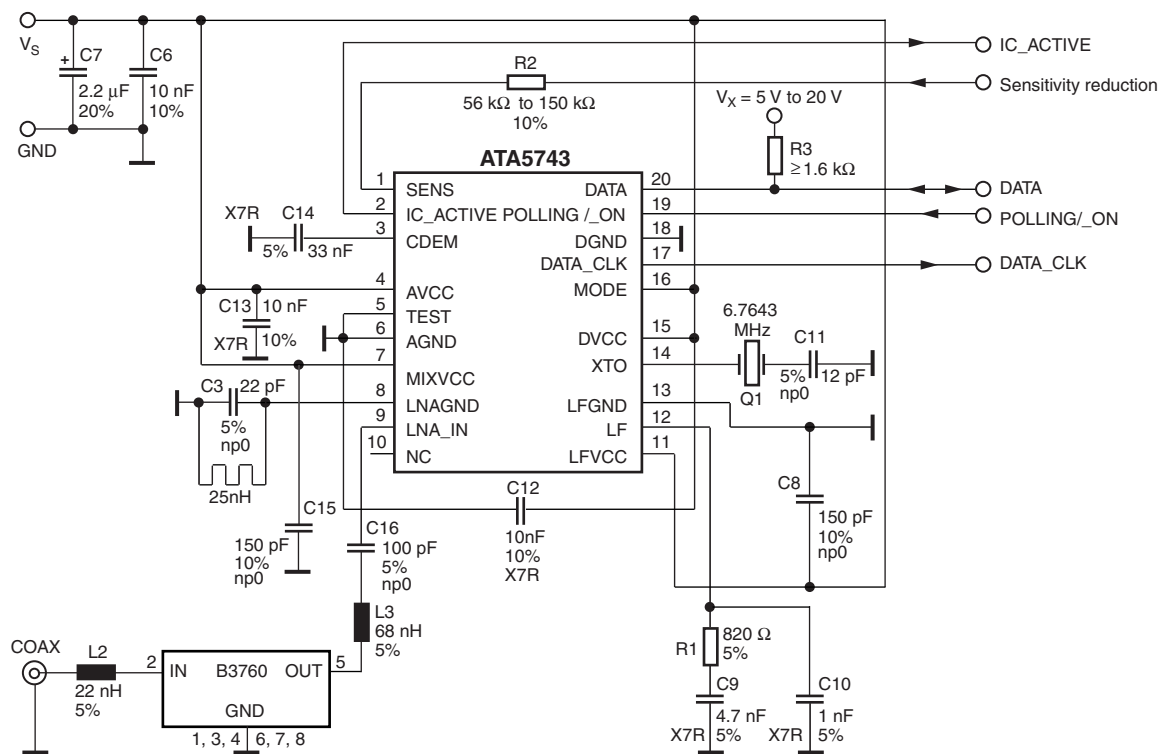 V_S
C7
+
2.2 µF
20%
C6
10 nF
10%
GND
IC_ACTIVE
R2
56 kΩ to 150 kΩ
10%
Sensitivity reduction
V_X = 5 V to 20 V
R3
≥1.6 kΩ
ATA5743
1 SENS
2 IC_ACTIVE
3 CDEM
4 AVCC
5 TEST
6 AGND
7 MIXVCC
8 LNAGND
9 LNA_IN
10 NC
DATA 20
POLLING /_ON 19
DGND 18
DATA_CLK 17
MODE 16
DVCC 15
XTO 14
LFGND 13
LF 12
LFVCC 11
DATA
POLLING/_ON
DATA_CLK
X7R
C14
5%
33 nF
C13
10 nF
X7R
10%
6.7643
MHz
Q1
C11
5%
np0
12 pF
C3
22 pF
5%
np0
25nH
C15
150 pF
10%
np0
C16
100 pF
5%
np0
C12
10nF
10%
X7R
C8
150 pF
10%
np0
L3
68 nH
5%
COAX
L2
22 nH
5%
2 IN
B3760
OUT 5
GND
1, 3, 4
6, 7, 8
R1
820 Ω
5%
C9
4.7 nF
X7R
5%
C10
1 nF
X7R
5%